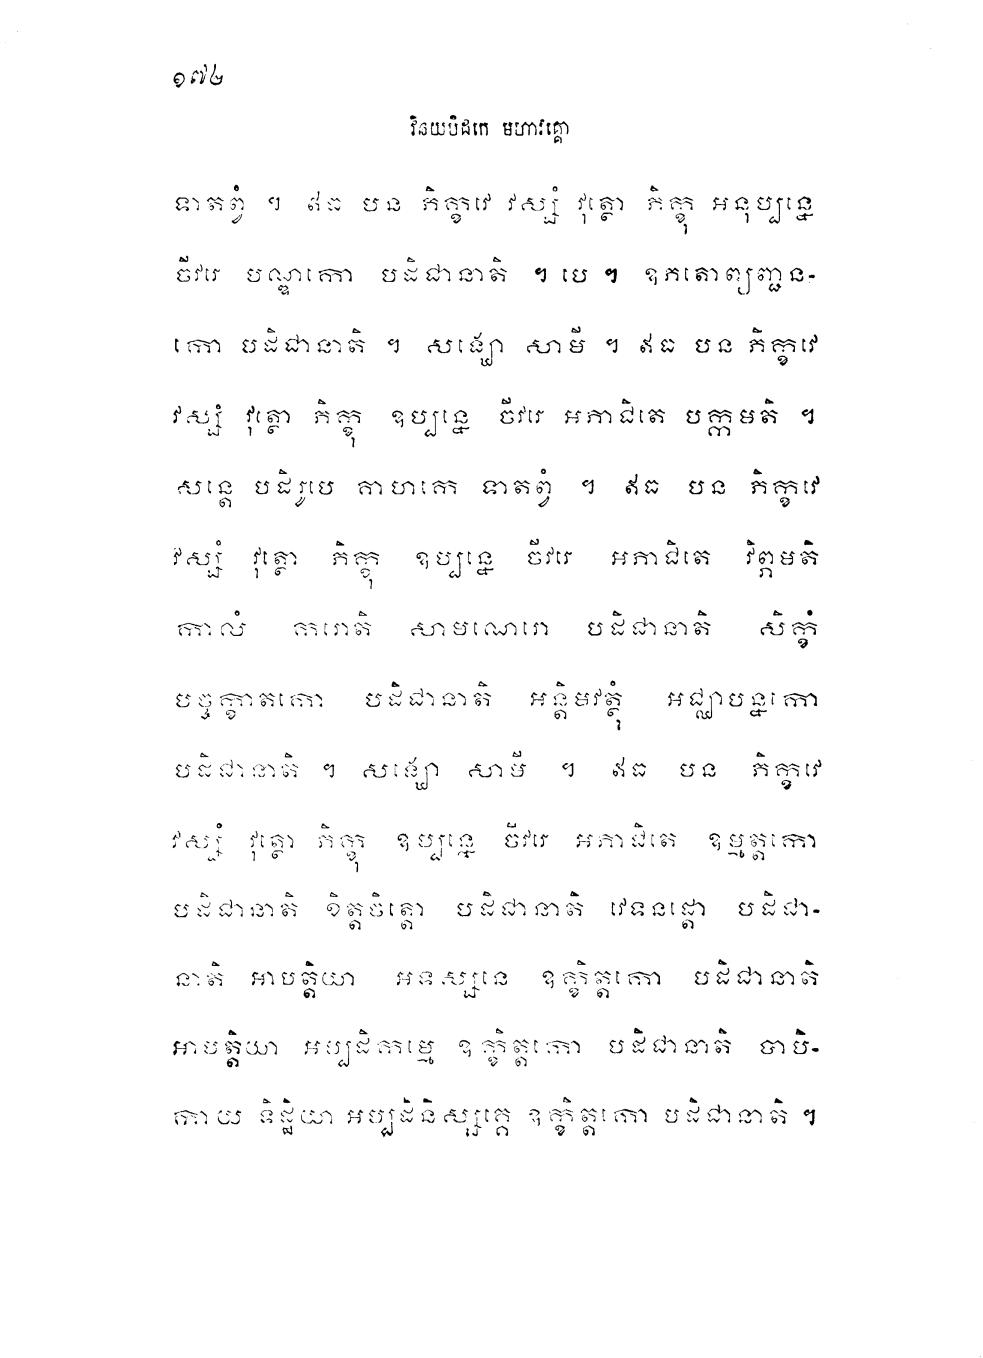 ១៧៤
វិនយបិដកេ មហាវគ្គោ
ទាតព្វំ ។ ឥធ បន ភិក្ខវេ វស្សំ វុត្ថោ ភិក្ខុ អនុប្បន្នេ
ចីវរេ បណ្ឌកោ បដិជានាតិ ។ បេ ។ ឧភតោព្យញ្ជន-
កោ បដិជានាតិ ។ សង្ឃោ សាមី ។ ឥធ បន ភិក្ខវេ
វស្សំ វុត្ថោ ភិក្ខុ ឧប្បន្នេ ចីវរេ អភាជិតេ បក្កមតិ ។
សន្តេ បដិរូបេ គាហកេ ទាតព្វំ ។ ឥធ បន ភិក្ខវេ
វស្សំ វុត្ថោ ភិក្ខុ ឧប្បន្នេ ចីវរេ អភាជិតេ វិព្ភមតិ
កាលំ ករោតិ សាមណេរោ បដិជានាតិ សិក្ខំ
បច្ចក្ខាតកោ បដិជានាតិ អន្តិមវត្ថុំ អជ្ឈាបន្នកោ
បដិជានាតិ ។ សង្ឃោ សាមី ។ ឥធ បន ភិក្ខវេ
វស្សំ វុត្ថោ ភិក្ខុ ឧប្បន្នេ ចីវរេ អភាជិតេ ឧម្មត្តកោ
បដិជានាតិ ខិត្តចិត្តោ បដិជានាតិ វេទនដ្តោ បដិជា-
នាតិ អាបត្តិយា អទស្សនេ ឧក្ខិត្តកោ បដិជានាតិ
អាបត្តិយា អប្បដិកម្មេ ឧក្ខិត្តកោ បដិជានាតិ បាបិ-
កាយ ទិដ្ឋិយា អប្បដិនិស្សគ្គេ ឧក្ខិត្តកោ បដិជានាតិ ។